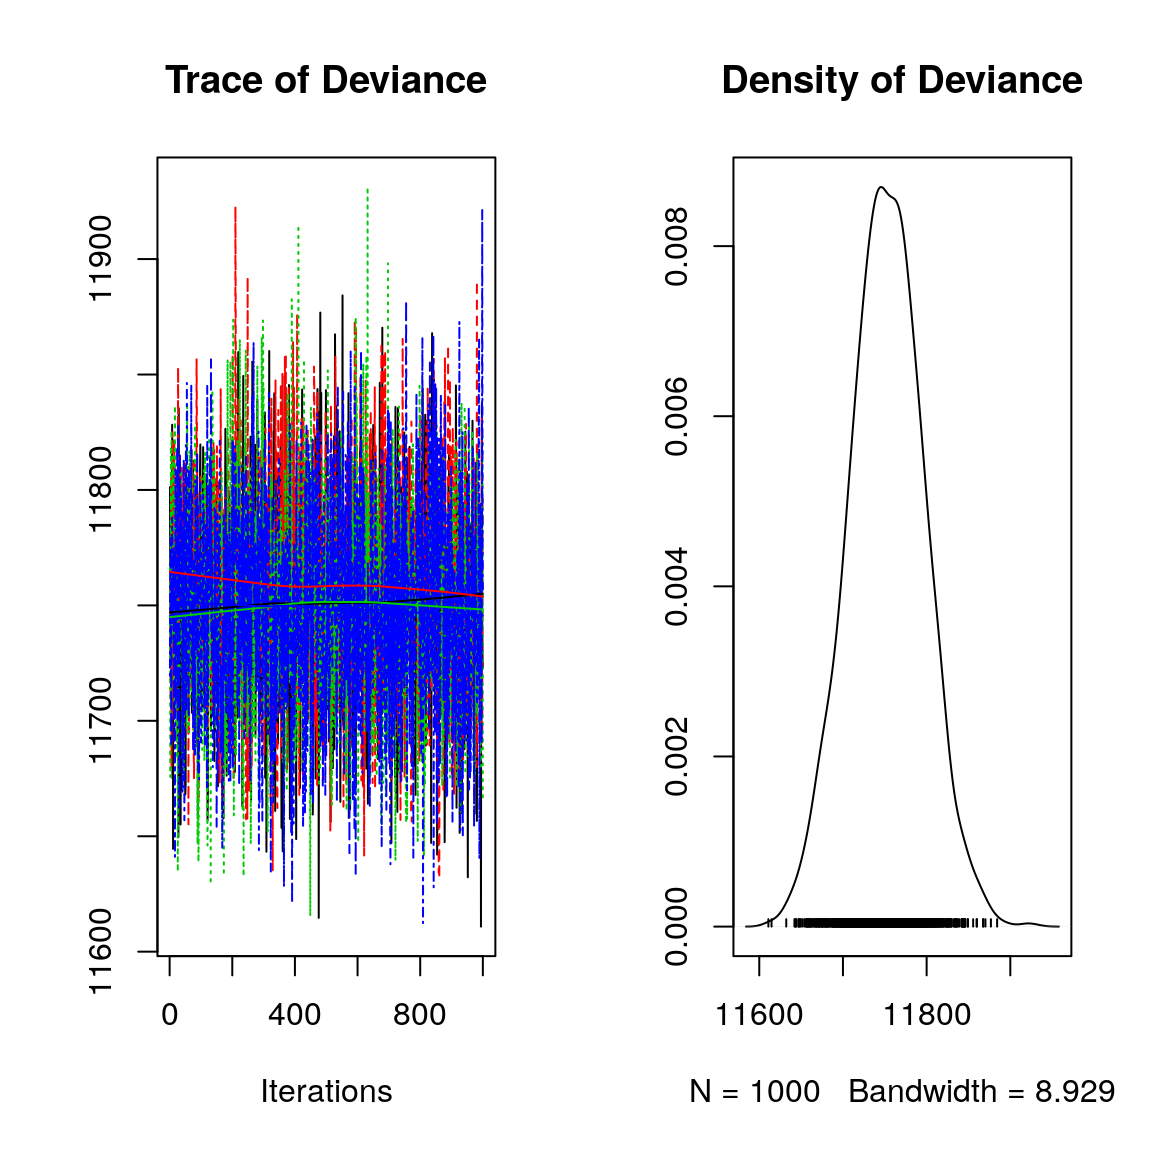 Trace of Deviance
11900
11800
11700
11600
0 400 800
Iterations
Density of Deviance
0.008
0.006
0.004
0.002
0.000
11600 11800
N = 1000 Bandwidth = 8.929